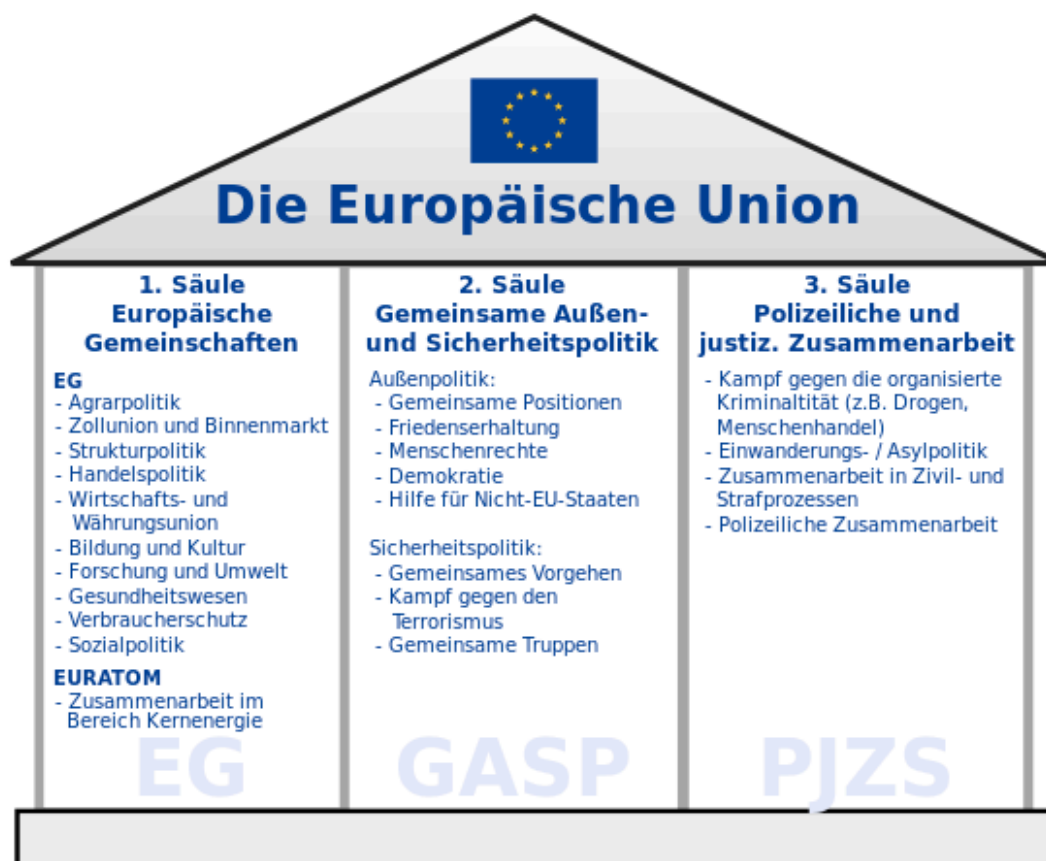 Die Europäische Union
1. Säule
Europäische
Gemeinschaften
EG
- Agrarpolitik
- Zollunion und Binnenmarkt
- Strukturpolitik
- Handelspolitik
- Wirtschafts- und
Währungsunion
- Bildung und Kultur
- Forschung und Umwelt
- Gesundheitswesen
- Verbraucherschutz
- Sozialpolitik
EURATOM
- Zusammenarbeit im
Bereich Kernenergie
EG
2. Säule
Gemeinsame Außen-
und Sicherheitspolitik
Außenpolitik:
- Gemeinsame Positionen
- Friedenserhaltung
- Menschenrechte
- Demokratie
- Hilfe für Nicht-EU-Staaten
Sicherheitspolitik:
- Gemeinsames Vorgehen
- Kampf gegen den
Terrorismus
- Gemeinsame Truppen
GASP
3. Säule
Polizeiliche und
justiz. Zusammenarbeit
- Kampf gegen die organisierte
Kriminaltität (z.B. Drogen,
Menschenhandel)
- Einwanderungs- / Asylpolitik
- Zusammenarbeit in Zivil- und
Strafprozessen
- Polizeiliche Zusammenarbeit
PJZS